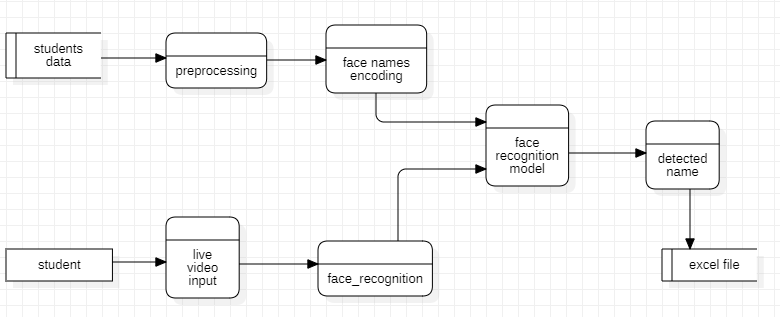 students
data
preprocessing
face names
encoding
face
recognition
model
detected
name
student
live
video
input
face_recognition
excel file